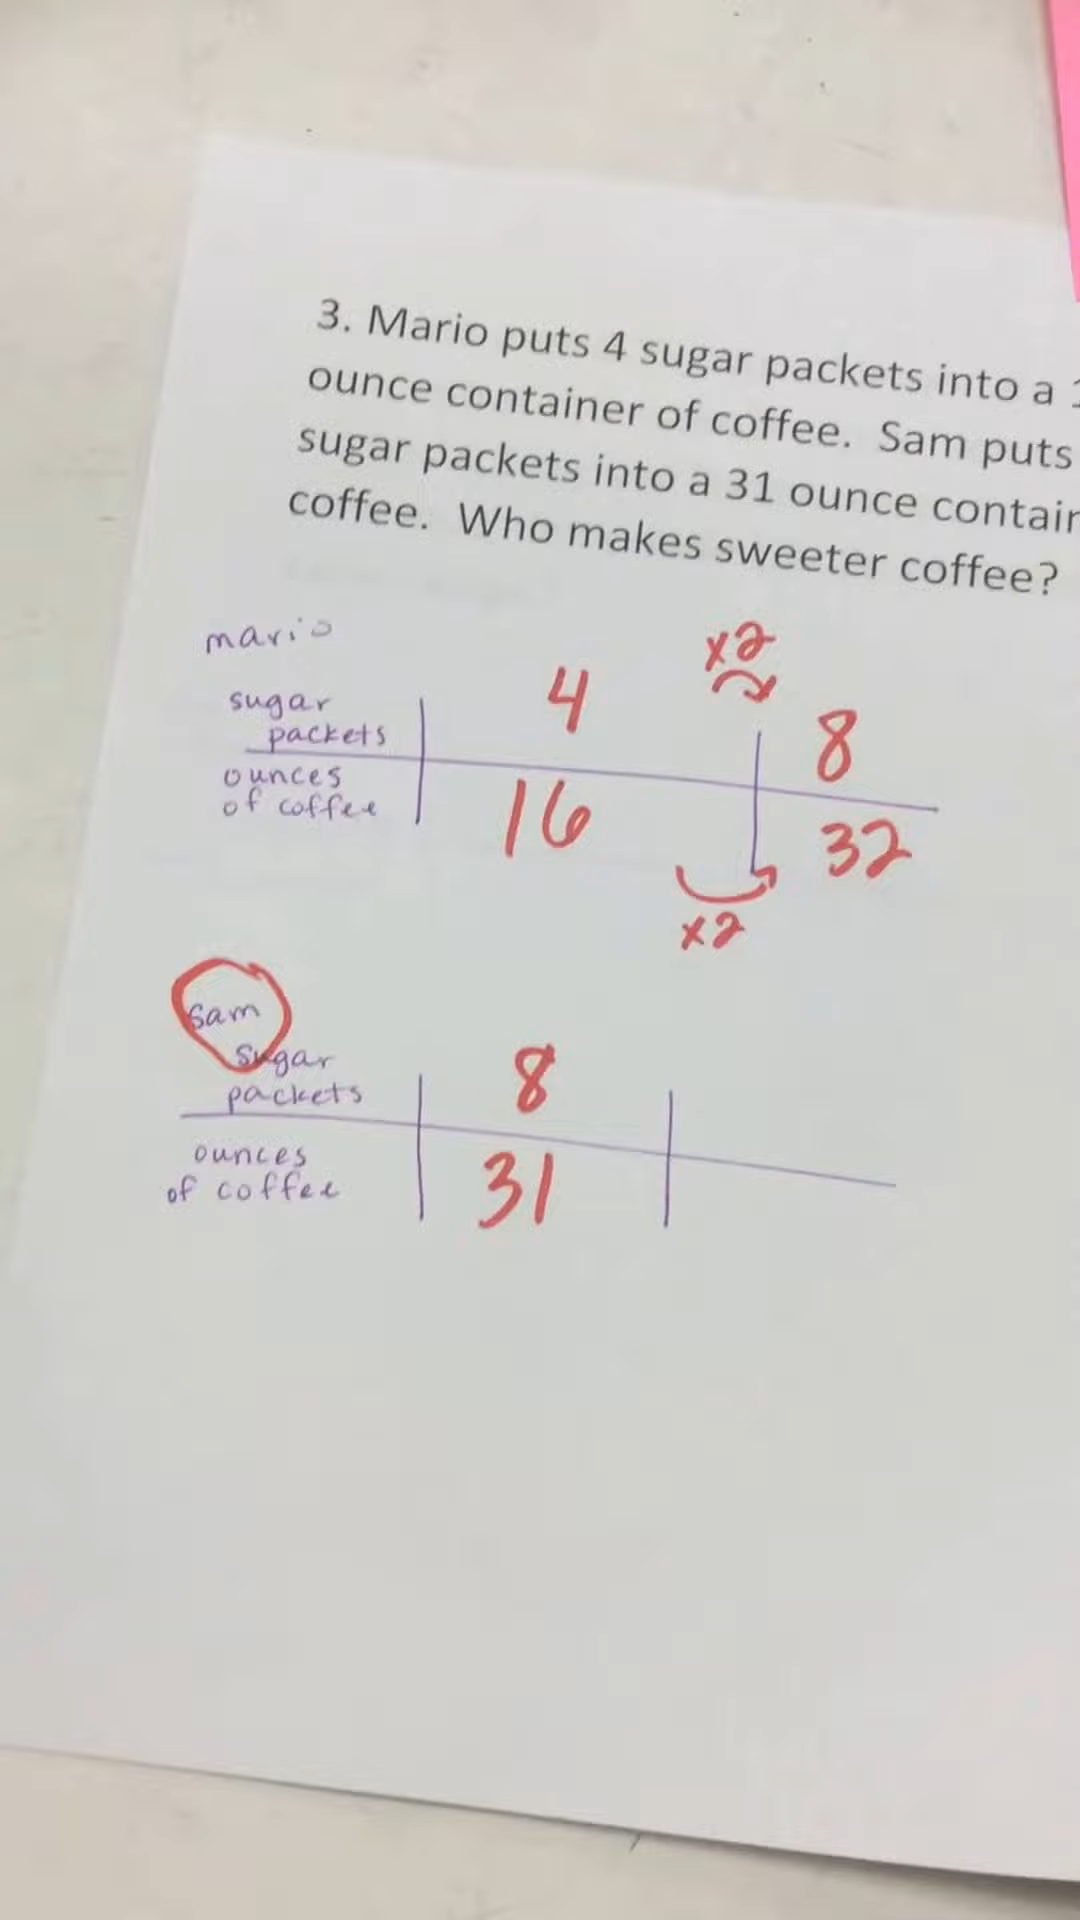 3. Mario puts 4 sugar packets into a
ounce container of coffee. Sam puts
sugar packets into a 31 ounce
coffee. Who makes sweeter coffee?
mario
x2
sugar 4
packets 8
ounces 16
of coffee 32
x2
sam
sugar 8
packets
ounces 31
of coffee